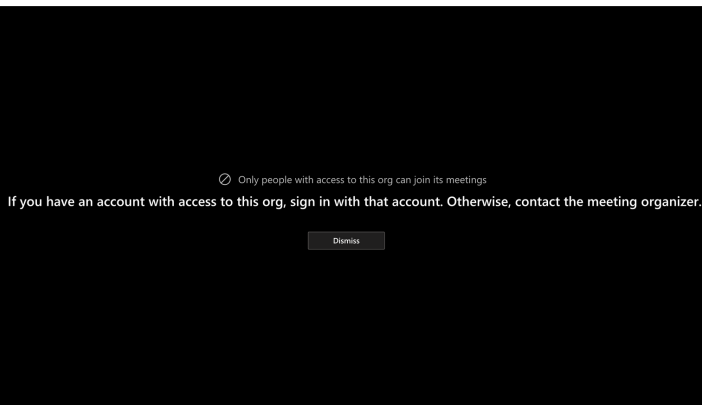 Only people with access to this org can join its meetings
If you have an account with access to this org, sign in with that account. Otherwise, contact the meeting organizer.
Dismiss